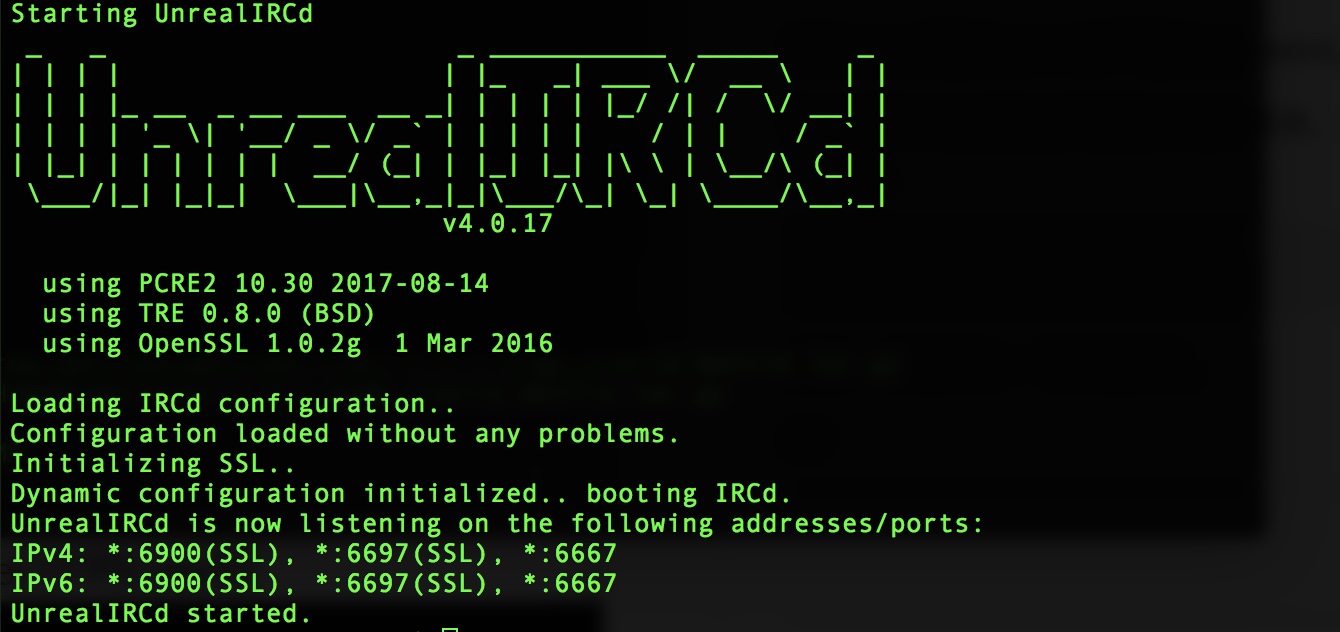 Starting UnrealIRCd
UnrealIRCd
v4.0.17
using PCRE2 10.30 2017-08-14
using TRE 0.8.0 (BSD)
using OpenSSL 1.0.2g  1 Mar 2016
Loading IRCd configuration..
Configuration loaded without any problems.
Initializing SSL..
Dynamic configuration initialized.. booting IRCd.
UnrealIRCd is now listening on the following addresses/ports:
IPv4: *:6900(SSL), *:6697(SSL), *:6667
IPv6: *:6900(SSL), *:6697(SSL), *:6667
UnrealIRCd started.